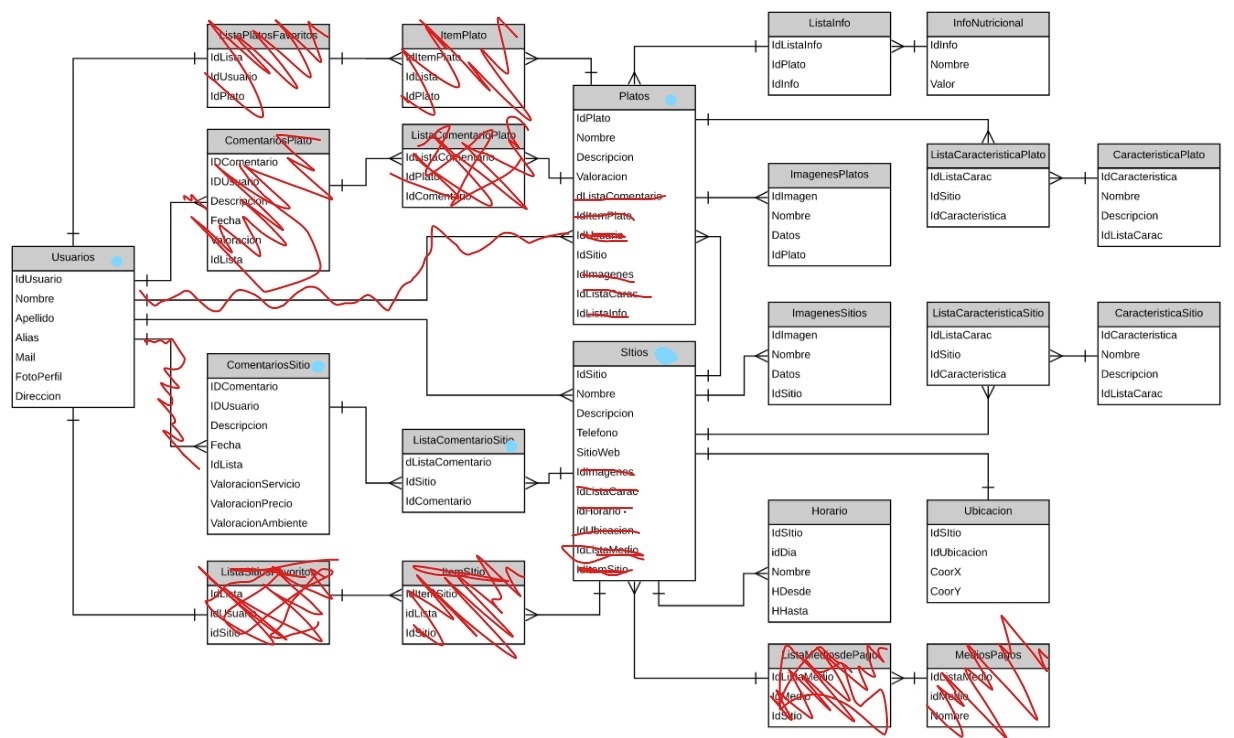 ListaPlatosFavoritos
IdLista
IdUsuario
IdPlato
ItemPlato
IdItemPlato
IdLista
IdPlato
ListaInfo
IdListaInfo
IdPlato
IdInfo
InfoNutricional
IdInfo
Nombre
Valor
ComentariosPlato
IDComentario
IDUsuario
Descripcion
Fecha
Valoracion
IdLista
ListaComentarioPlato
IdListaComentario
IdPlato
IdComentario
Platos
IdPlato
Nombre
Descripcion
Valoracion
dListaComentario
IdItemPlato
IdUsuario
IdSitio
IdImagenes
IdListaCarac
IdListaInfo
ImagenesPlatos
IdImagen
Nombre
Datos
IdPlato
ListaCaracteristicaPlato
IdListaCarac
IdSitio
IdCaracteristica
CaracteristicaPlato
IdCaracteristica
Nombre
Descripcion
IdListaCarac
Usuarios
IdUsuario
Nombre
Apellido
Alias
Mail
FotoPerfil
Direccion
ComentariosSitio
IDComentario
IDUsuario
Descripcion
Fecha
IdLista
ValoracionServicio
ValoracionPrecio
ValoracionAmbiente
ListaComentarioSitio
dListaComentario
IdSitio
IdComentario
SItios
IdSitio
Nombre
Descripcion
Telefono
SitioWeb
IdImagenes
IdListaCarac
idHorario
IdUbicacion
IdListaMedio
IdItemSitio
ImagenesSitios
IdImagen
Nombre
Datos
IdSitio
ListaCaracteristicaSitio
IdListaCarac
IdSitio
IdCaracteristica
CaracteristicaSitio
IdCaracteristica
Nombre
Descripcion
IdListaCarac
Horario
IdSItio
idDia
Nombre
HDesde
HHasta
Ubicacion
IdSItio
IdUbicacion
CoorX
CoorY
ListaSitiosFavoritos
IdLista
idUsuario
idSitio
ItemSItio
IdItemSitio
idLista
IdSitio
ListaMediosdePago
IdListaMedio
IdMedio
IdSitio
MediosPagos
IdListaMedio
idMedio
Nombre